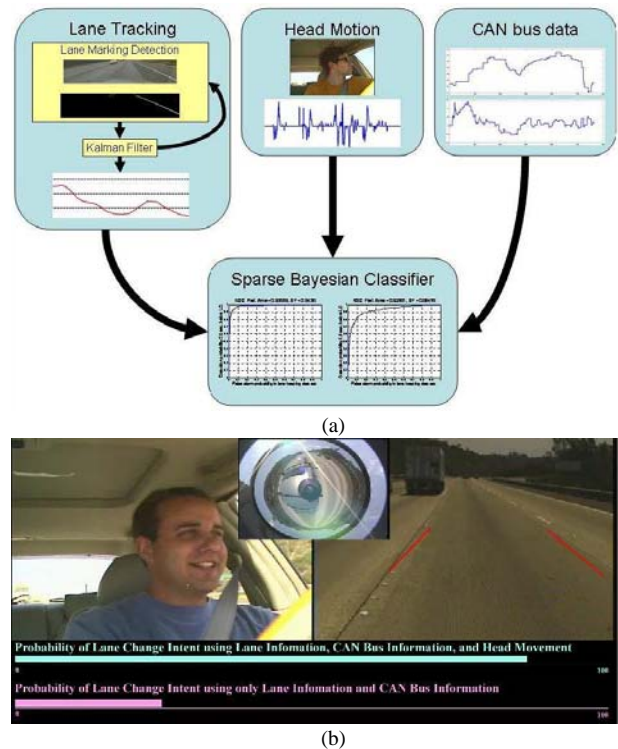 Lane Tracking
Lane Marking Detection
Kalman Filter
Head Motion
CAN bus data
Sparse Bayesian Classifier
(a)
Probability of Lane Change Intent using Lane Infomation, CAN Bus Information, and Head Movement
0 100
Probability of Lane Change Intent using only Lane Infomation and CAN Bus Information
0 100
(b)